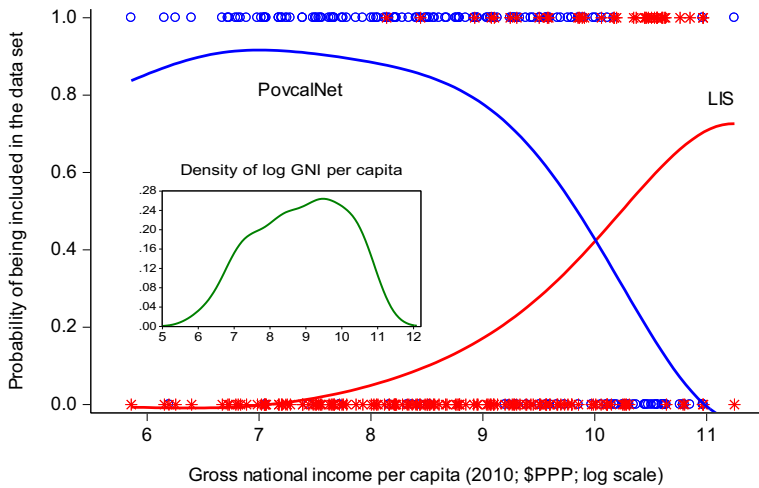 1.0
0.8
0.6
0.4
0.2
0.0
Probability of being included in the data set
PovcalNet
LIS
Density of log GNI per capita
.28
.24
.20
.16
.12
.08
.04
.00
5 6 7 8 9 10 11 12
6 7 8 9 10 11
Gross national income per capita (2010; $PPP; log scale)